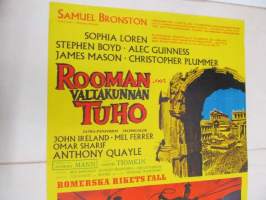 SAMUEL BRONSTON
SOPHIA LOREN
STEPHEN BOYD · ALEC GUINNESS
JAMES MASON · CHRISTOPHER PLUMMER
ROOMAN
VALTAKUNNAN
TUHO
JOHN IRELAND · MEL FERRER
OMAR SHARIF
ANTHONY QUAYLE
ROMERSKA RIKETS FALL